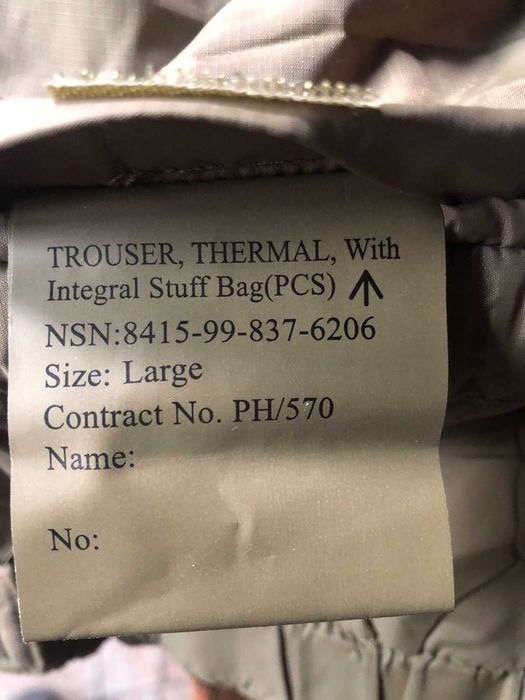 TROUSER, THERMAL, With
Integral Stuff Bag(PCS)
NSN:8415-99-837-6206
Size: Large
Contract No. PH/570
Name:
No: